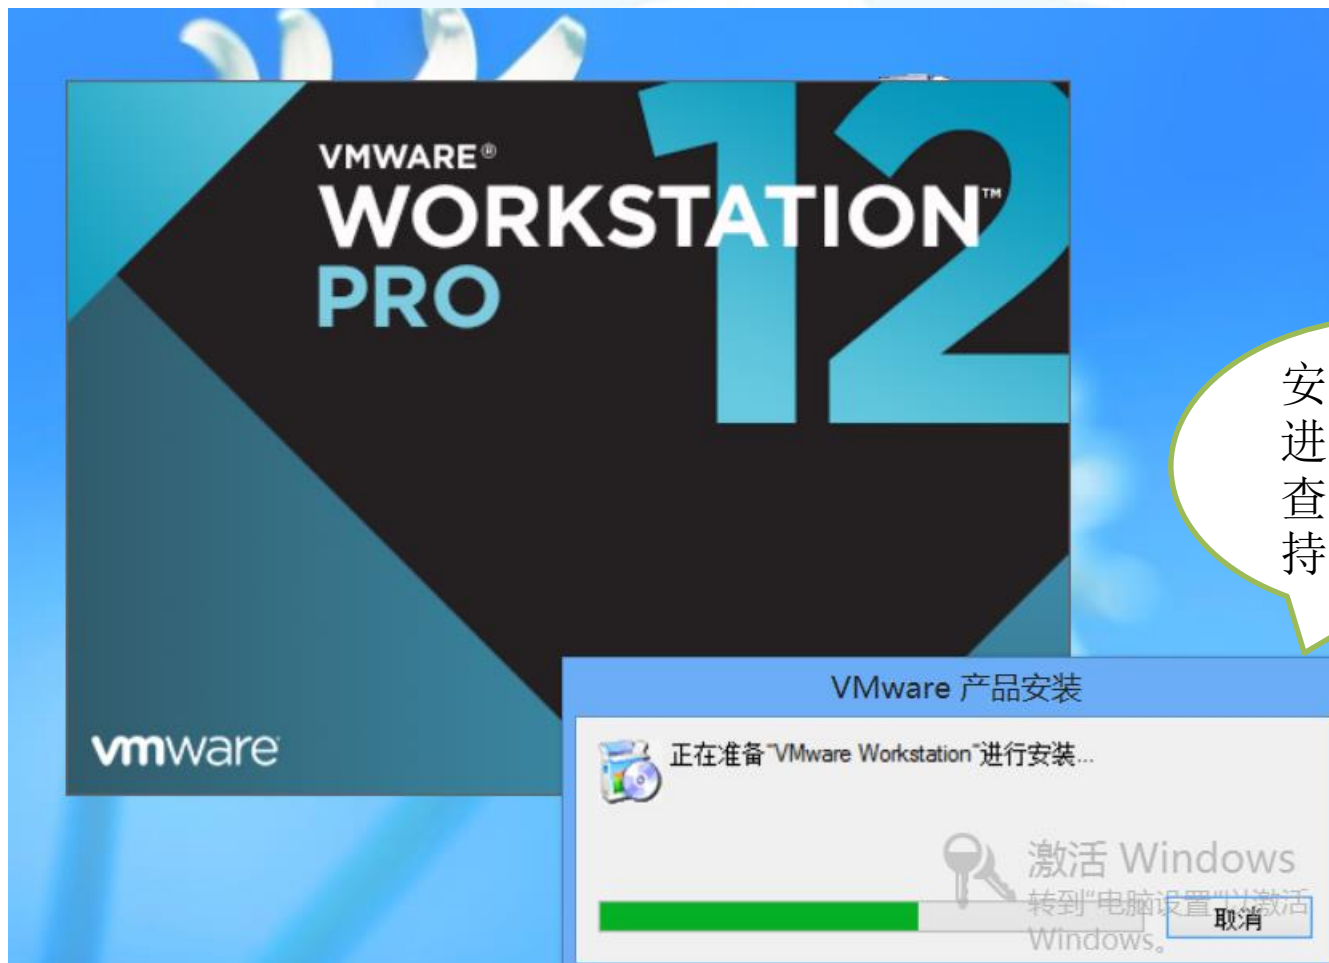 VMWARE®
WORKSTATION™
PRO
12
vmware
安
进
查
持
VMware 产品安装
正在准备"VMware Workstation"进行安装...
激活 Windows
转到"电脑设置"以激活
Windows。
取消